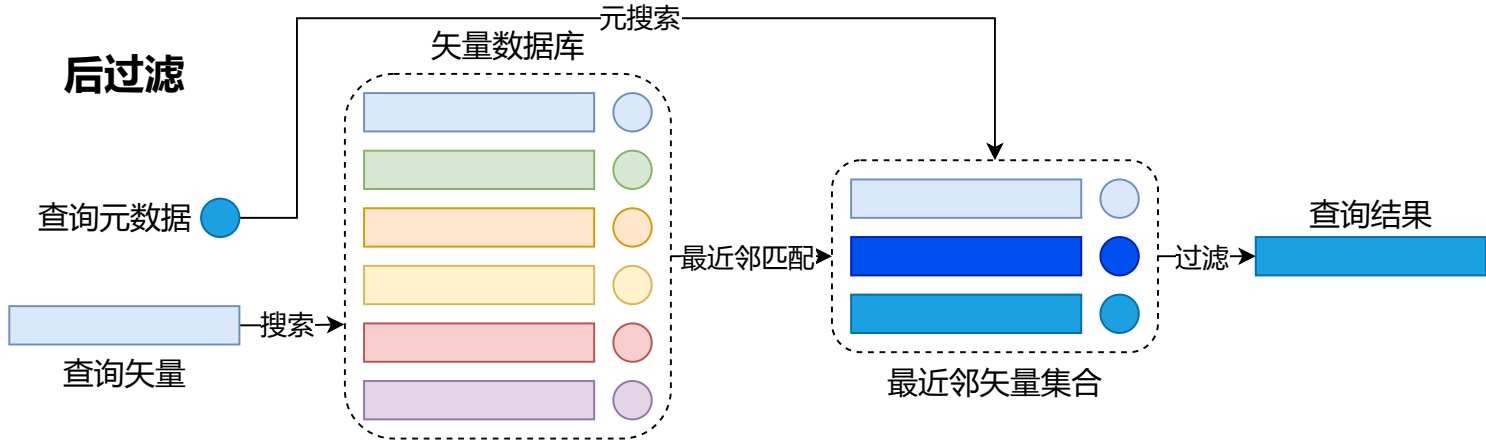 后过滤
元搜索
矢量数据库
查询元数据
搜索
查询矢量
最近邻匹配
最近邻矢量集合
过滤
查询结果